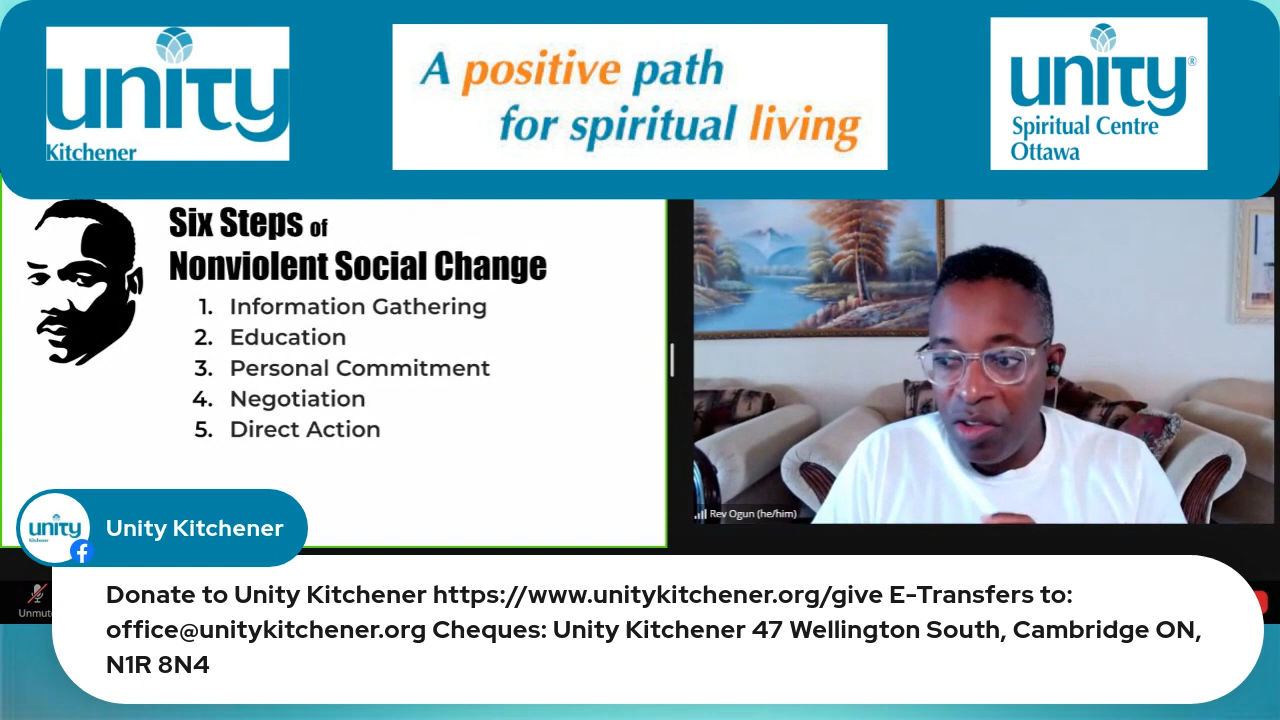 unity
Kitchener
A positive path
for spiritual living
unity®
Spiritual Centre
Ottawa
Six Steps of
Nonviolent Social Change
1. Information Gathering
2. Education
3. Personal Commitment
4. Negotiation
5. Direct Action
Rev Ogun (he/him)
unity
Kitchener
Unity Kitchener
Unmute
Donate to Unity Kitchener https://www.unitykitchener.org/give E-Transfers to:
office@unitykitchener.org Cheques: Unity Kitchener 47 Wellington South, Cambridge ON,
N1R 8N4